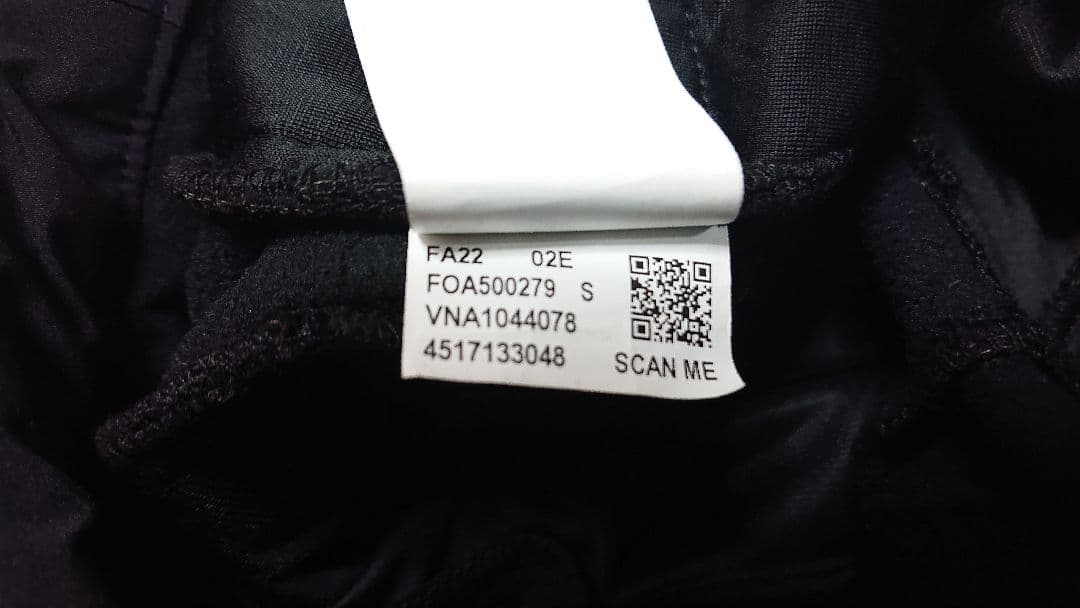 FA22 02E
FOA500279 S
VNA1044078
4517133048
SCAN ME